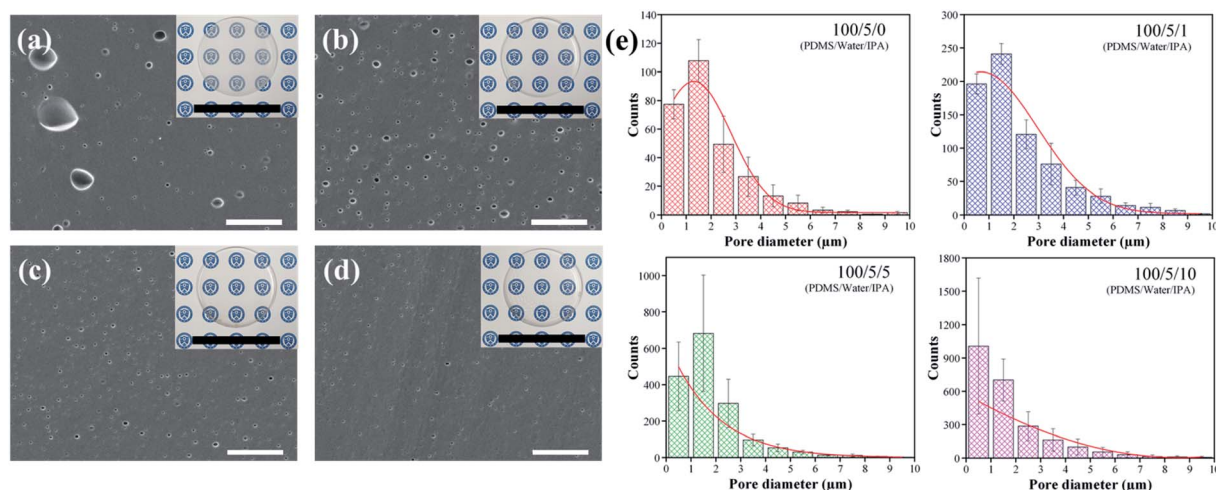 (a)
(b)
(c)
(d)
(e)
100/5/0
(PDMS/Water/IPA)
Counts
140
120
100
80
60
40
20
0
0 1 2 3 4 5 6 7 8 9 10
Pore diameter (μm)
100/5/1
(PDMS/Water/IPA)
Counts
300
250
200
150
100
50
0
0 1 2 3 4 5 6 7 8 9 10
Pore diameter (μm)
100/5/5
(PDMS/Water/IPA)
Counts
1000
800
600
400
200
0
0 1 2 3 4 5 6 7 8 9 10
Pore diameter (μm)
100/5/10
(PDMS/Water/IPA)
Counts
1800
1500
1200
900
600
300
0
0 1 2 3 4 5 6 7 8 9 10
Pore diameter (μm)